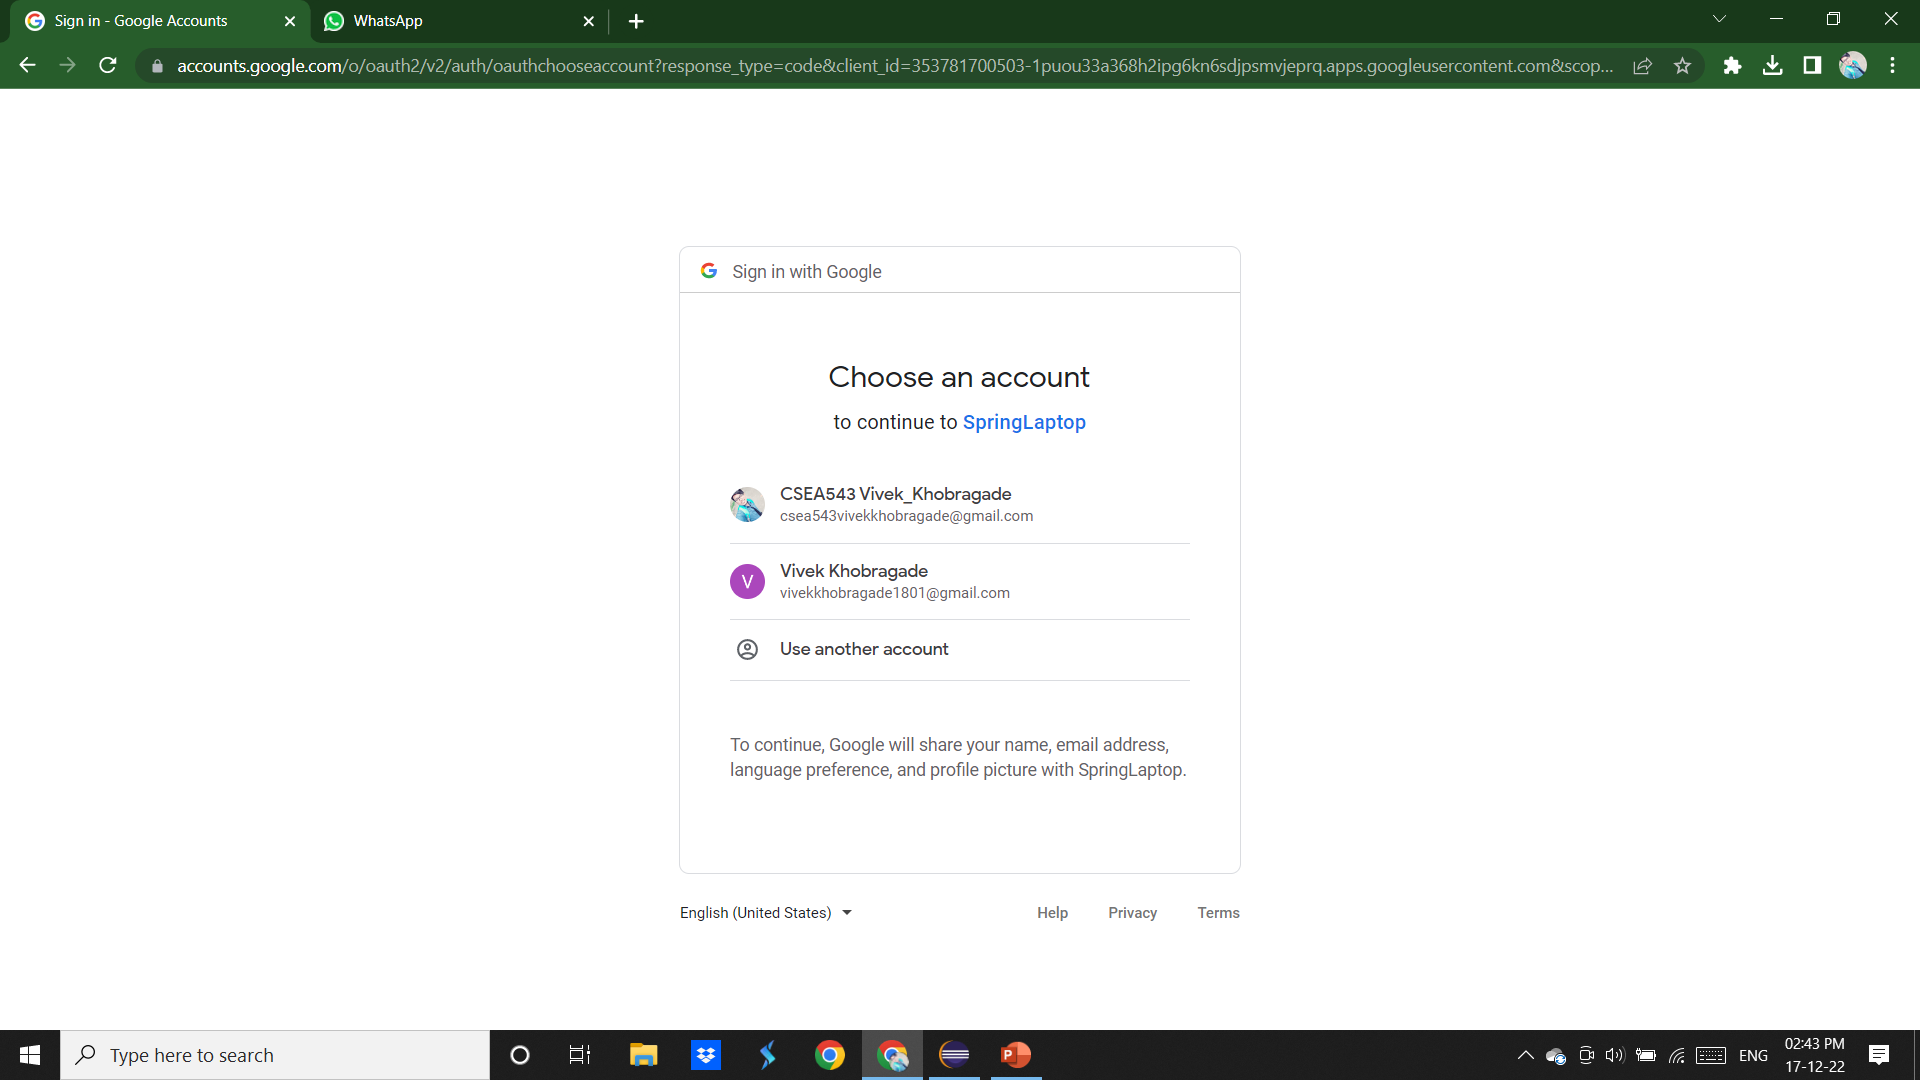 Sign in - Google Accounts
WhatsApp
accounts.google.com/o/oauth2/v2/auth/oauthchooseaccount?response_type=code&client_id=353781700503-1puou33a368h2ipg6kn6sdjpsmvjeprq.apps.googleusercontent.com&scop...
Sign in with Google
Choose an account
to continue to SpringLaptop
CSEA543 Vivek_Khobragade
csea543vivekkhobragade@gmail.com
V
Vivek Khobragade
vivekkhobragade1801@gmail.com
Use another account
To continue, Google will share your name, email address,
language preference, and profile picture with SpringLaptop.
English (United States)
Help
Privacy
Terms
Type here to search
P
ENG
02:43 PM
17-12-22